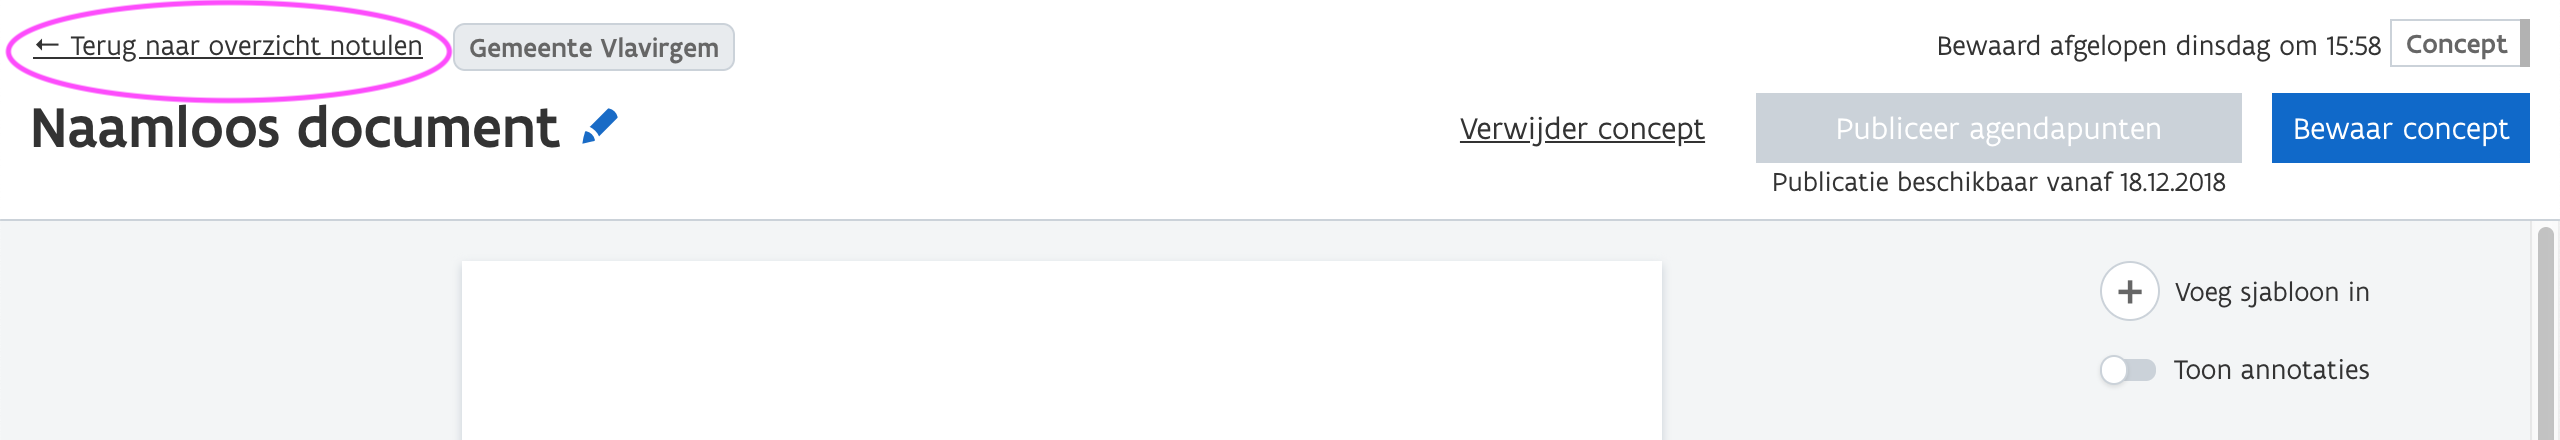 ← Terug naar overzicht notulen Gemeente Vlavirgem Bewaard afgelopen dinsdag om 15:58 Concept
Naamloos document Verwijder concept Publiceer agendapunten Bewaar concept
Publicatie beschikbaar vanaf 18.12.2018
Voeg sjabloon in
Toon annotaties